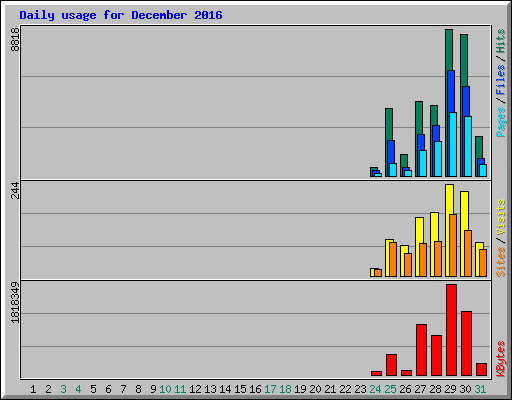 Daily usage for December 2016
8818
Pages / Files / Hits
244
Sites / Visits
1818349
KBytes
1 2 3 4 5 6 7 8 9 10 11 12 13 14 15 16 17 18 19 20 21 22 23 24 25 26 27 28 29 30 31